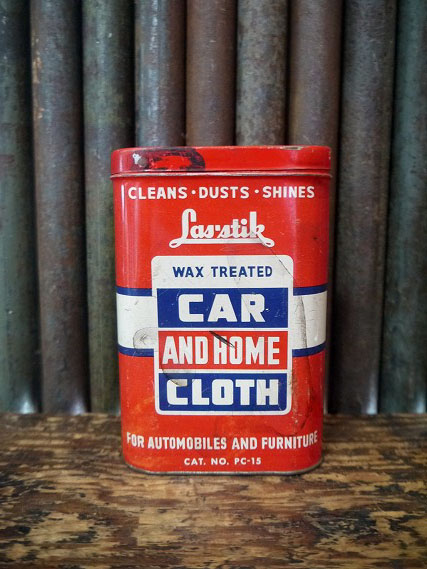 CLEANS · DUSTS · SHINES
Las-stik
WAX TREATED
CAR
AND HOME
CLOTH
FOR AUTOMOBILES AND FURNITURE
CAT. NO. PC-15